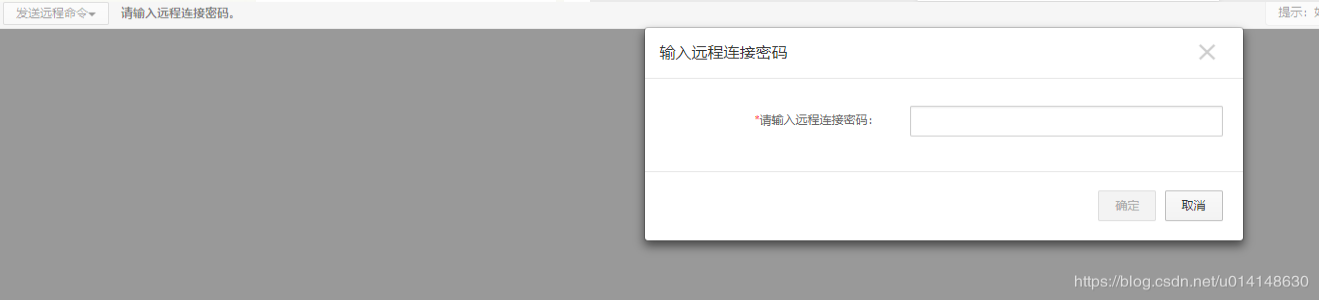 发送远程命令 请输入远程连接密码。 提示：如
输入远程连接密码
*请输入远程连接密码：
确定 取消
https://blog.csdn.net/u014148630